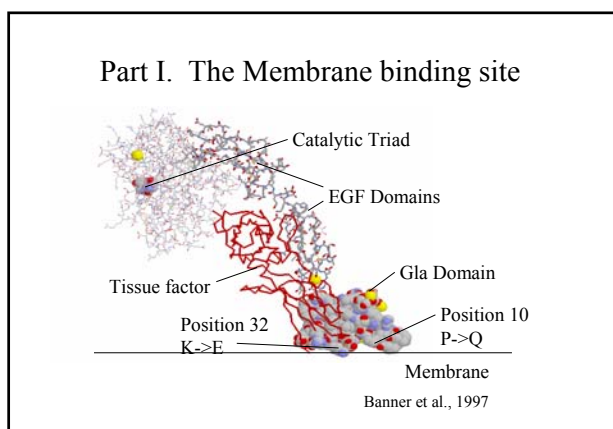 Part I.  The Membrane binding site
Catalytic Triad
EGF Domains
Tissue factor
Gla Domain
Position 32
K->E
Position 10
P->Q
Membrane
Banner et al., 1997